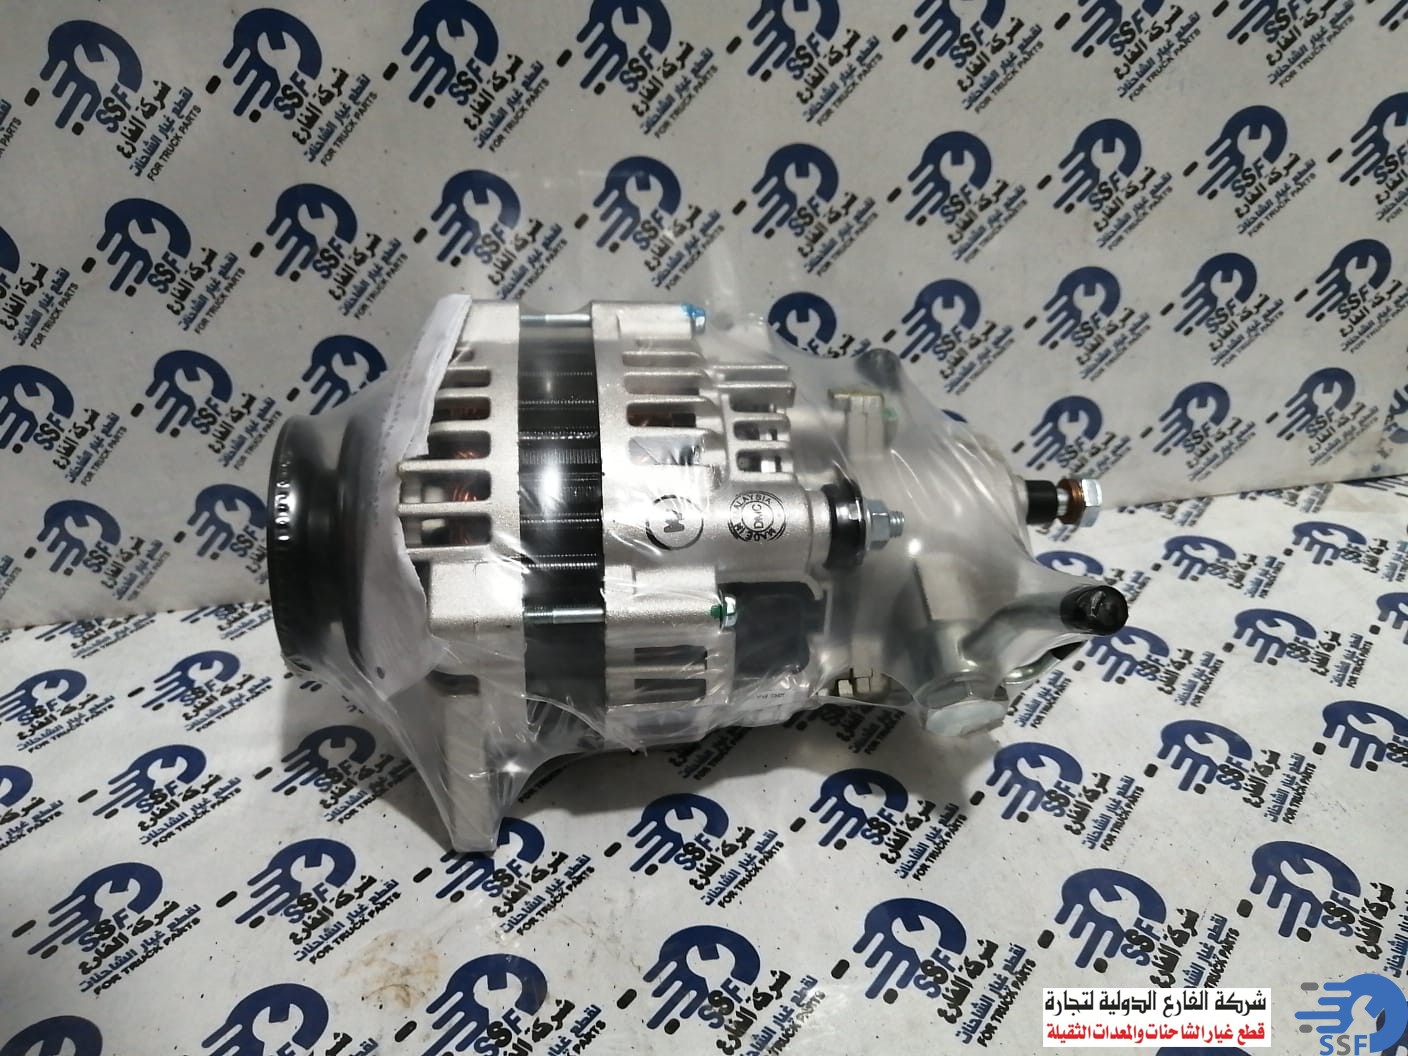 SSF
شركة الفارع
لقطع غيار الشاحنات
FOR TRUCK PARTS
MADE IN MALAYSIA
DMC
شركة الفارع الدولية لتجارة
قطع غيار الشاحنات والمعدات الثقيلة
SSF